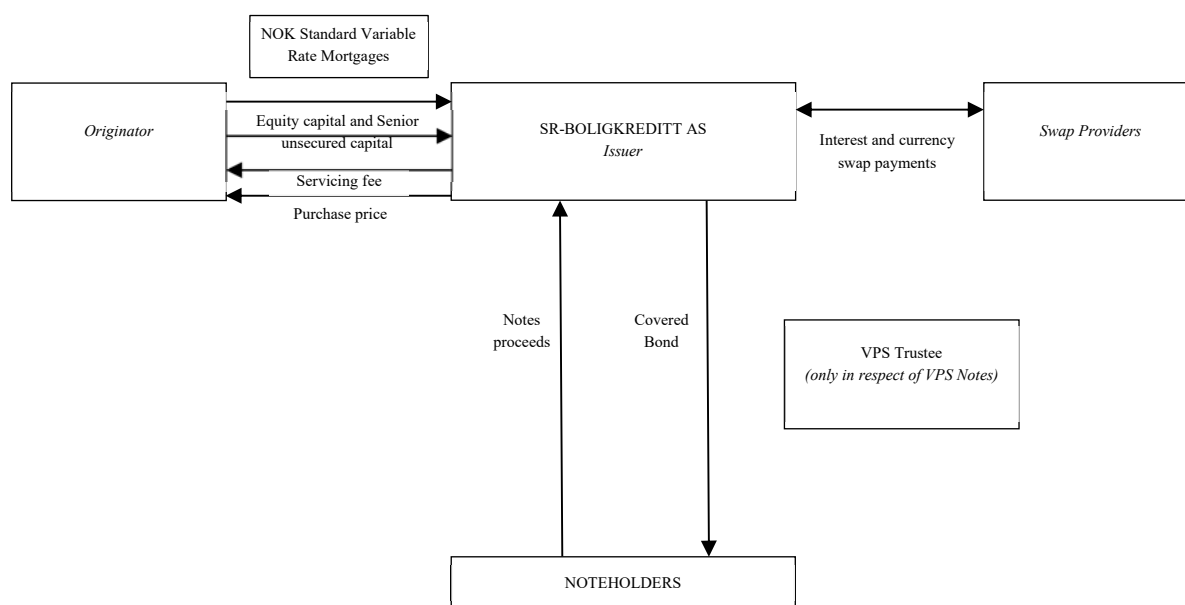 NOK Standard Variable
Rate Mortgages
Originator
Equity capital and Senior
unsecured capital
Servicing fee
Purchase price
SR-BOLIGKREDITT AS
Issuer
Interest and currency
swap payments
Swap Providers
Notes
proceeds
Covered
Bond
VPS Trustee
(only in respect of VPS Notes)
NOTEHOLDERS